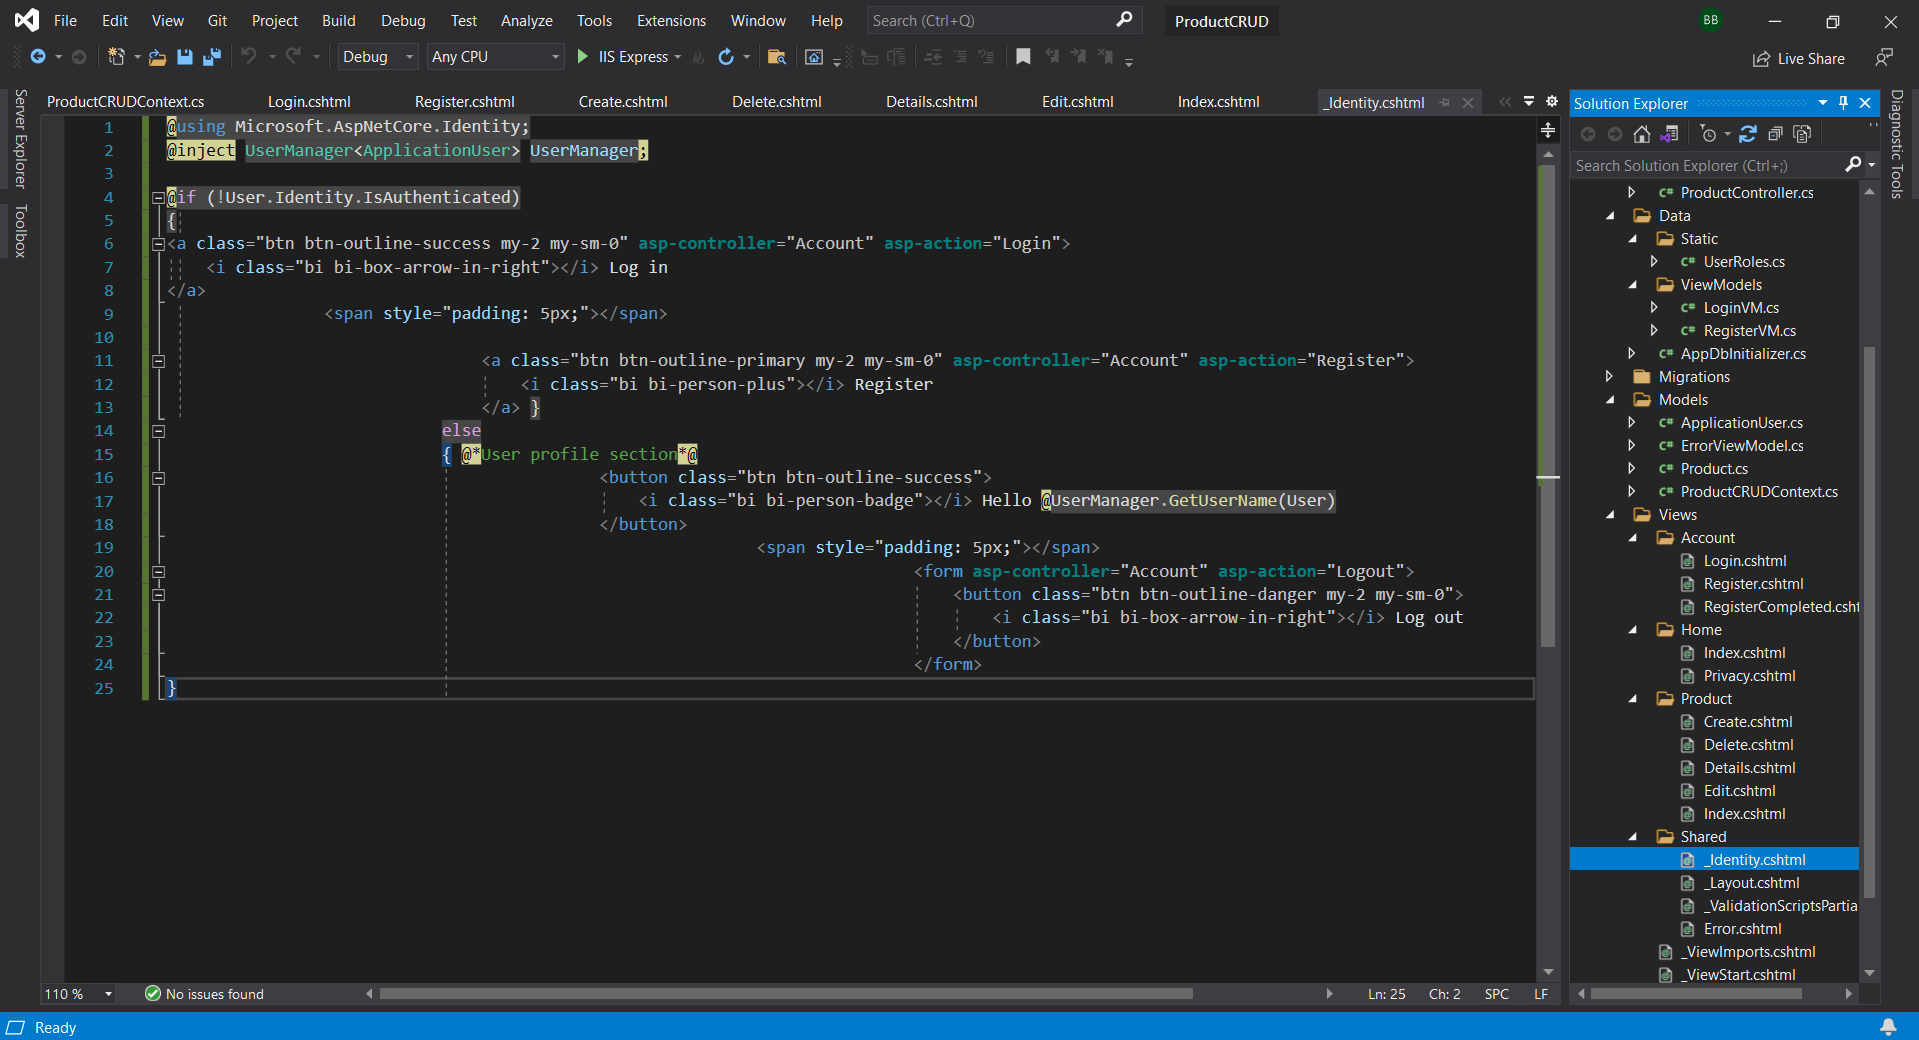 File Edit View Git Project Build Debug Test Analyze Tools Extensions Window Help Search (Ctrl+Q) ProductCRUD BB
Debug Any CPU IIS Express Live Share
Server Explorer
Toolbox
ProductCRUDContext.cs Login.cshtml Register.cshtml Create.cshtml Delete.cshtml Details.cshtml Edit.cshtml Index.cshtml _Identity.cshtml
1 @using Microsoft.AspNetCore.Identity;
2 @inject UserManager<ApplicationUser> UserManager;
3
4 @if (!User.Identity.IsAuthenticated)
5 {
6 <a class="btn btn-outline-success my-2 my-sm-0" asp-controller="Account" asp-action="Login">
7 <i class="bi bi-box-arrow-in-right"></i> Log in
8 </a>
9 <span style="padding: 5px;"></span>
10
11 <a class="btn btn-outline-primary my-2 my-sm-0" asp-controller="Account" asp-action="Register">
12 <i class="bi bi-person-plus"></i> Register
13 </a> }
14 else
15 { @*User profile section*@
16 <button class="btn btn-outline-success">
17 <i class="bi bi-person-badge"></i> Hello @UserManager.GetUserName(User)
18 </button>
19 <span style="padding: 5px;"></span>
20 <form asp-controller="Account" asp-action="Logout">
21 <button class="btn btn-outline-danger my-2 my-sm-0">
22 <i class="bi bi-box-arrow-in-right"></i> Log out
23 </button>
24 </form>
25 }
110 % No issues found Ln: 25 Ch: 2 SPC LF
Solution Explorer
Search Solution Explorer (Ctrl+;)
C# ProductController.cs
Data
Static
C# UserRoles.cs
ViewModels
C# LoginVM.cs
C# RegisterVM.cs
C# AppDbInitializer.cs
Migrations
Models
C# ApplicationUser.cs
C# ErrorViewModel.cs
C# Product.cs
C# ProductCRUDContext.cs
Views
Account
Login.cshtml
Register.cshtml
RegisterCompleted.csht
Home
Index.cshtml
Privacy.cshtml
Product
Create.cshtml
Delete.cshtml
Details.cshtml
Edit.cshtml
Index.cshtml
Shared
_Identity.cshtml
_Layout.cshtml
_ValidationScriptsPartia
Error.cshtml
_ViewImports.cshtml
_ViewStart.cshtml
Diagnostic Tools
Ready